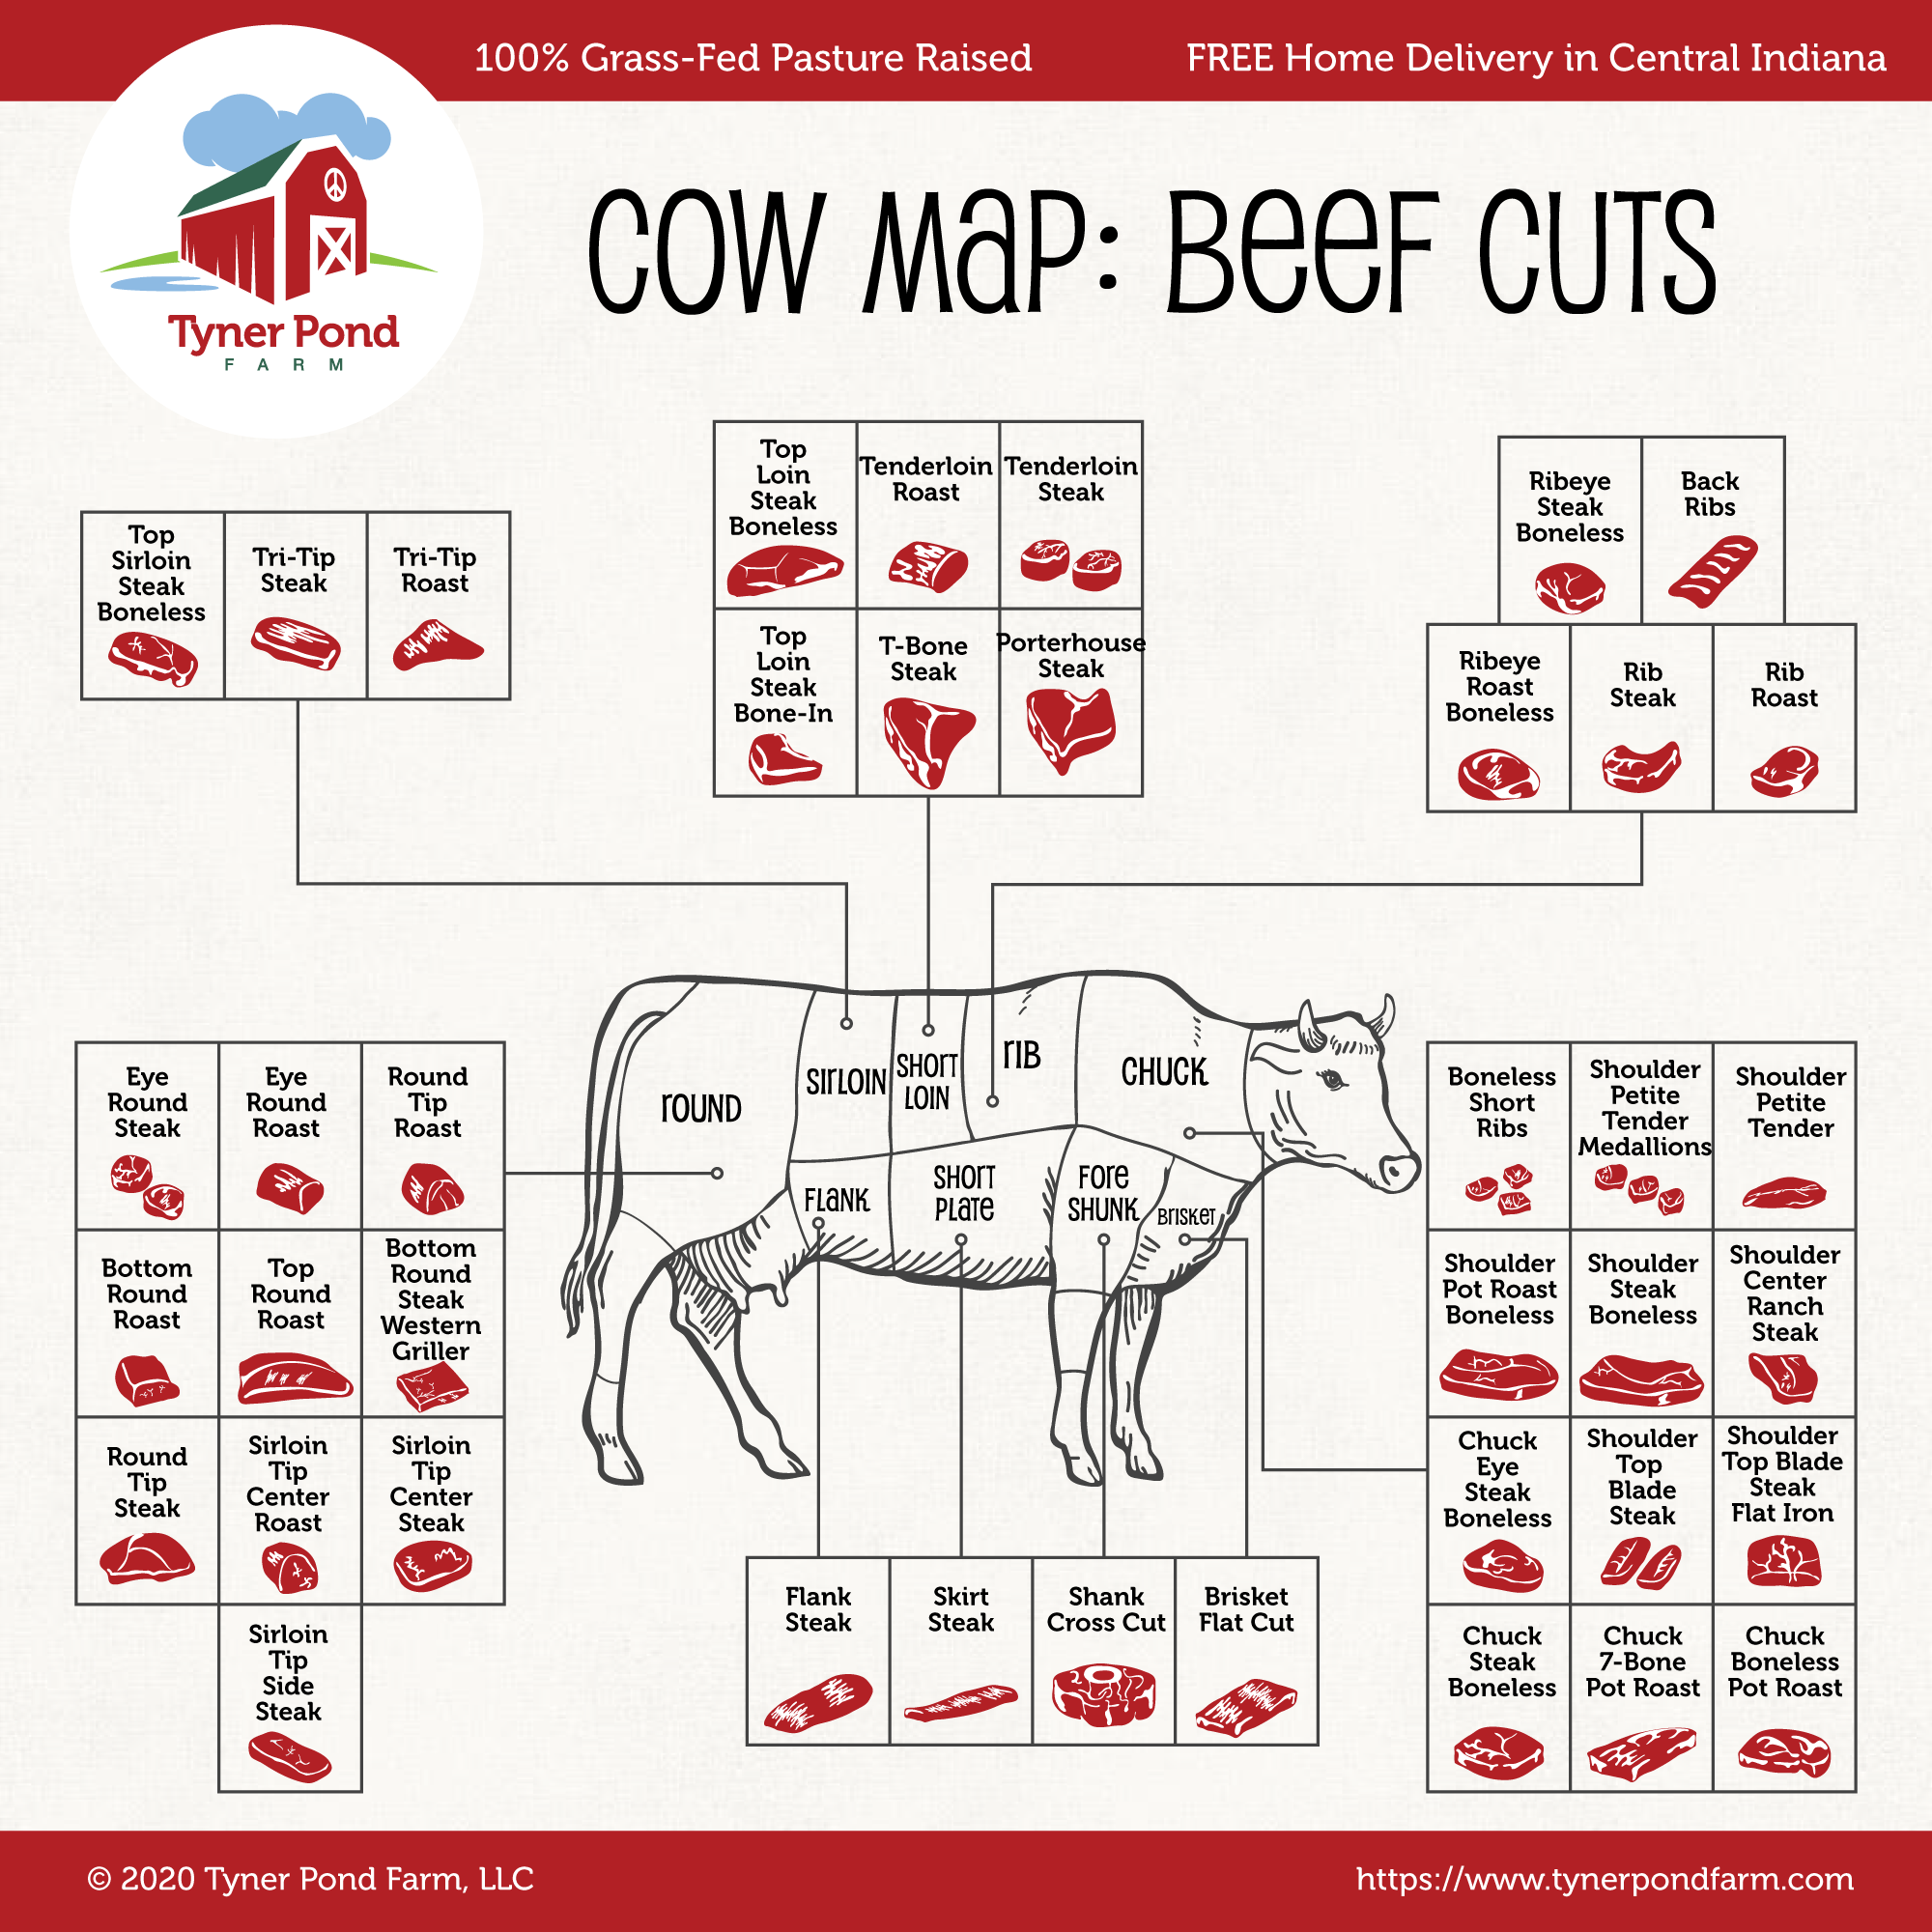 100% Grass-Fed Pasture Raised
FREE Home Delivery in Central Indiana
Tyner Pond
FARM
COW MAP: BEEF CUTS
Top
Sirloin
Steak
Boneless
Tri-Tip
Steak
Tri-Tip
Roast
Top
Loin
Steak
Boneless
Tenderloin
Roast
Tenderloin
Steak
Top
Loin
Steak
Bone-In
T-Bone
Steak
Porterhouse
Steak
Ribeye
Steak
Boneless
Back
Ribs
Ribeye
Roast
Boneless
Rib
Steak
Rib
Roast
ROUND
SIRLOIN
SHORT
LOIN
RIB
CHUCK
FLANK
SHORT
PLATE
FORE
SHUNK
BRISKET
Eye
Round
Steak
Eye
Round
Roast
Round
Tip
Roast
Bottom
Round
Roast
Top
Round
Roast
Bottom
Round
Steak
Western
Griller
Round
Tip
Steak
Sirloin
Tip
Center
Roast
Sirloin
Tip
Center
Steak
Sirloin
Tip
Side
Steak
Flank
Steak
Skirt
Steak
Shank
Cross Cut
Brisket
Flat Cut
Boneless
Short
Ribs
Shoulder
Petite
Tender
Medallions
Shoulder
Petite
Tender
Shoulder
Pot Roast
Boneless
Shoulder
Steak
Boneless
Shoulder
Center
Ranch
Steak
Chuck
Eye
Steak
Boneless
Shoulder
Top
Blade
Steak
Shoulder
Top Blade
Steak
Flat Iron
Chuck
Steak
Boneless
Chuck
7-Bone
Pot Roast
Chuck
Boneless
Pot Roast
© 2020 Tyner Pond Farm, LLC
https://www.tynerpondfarm.com